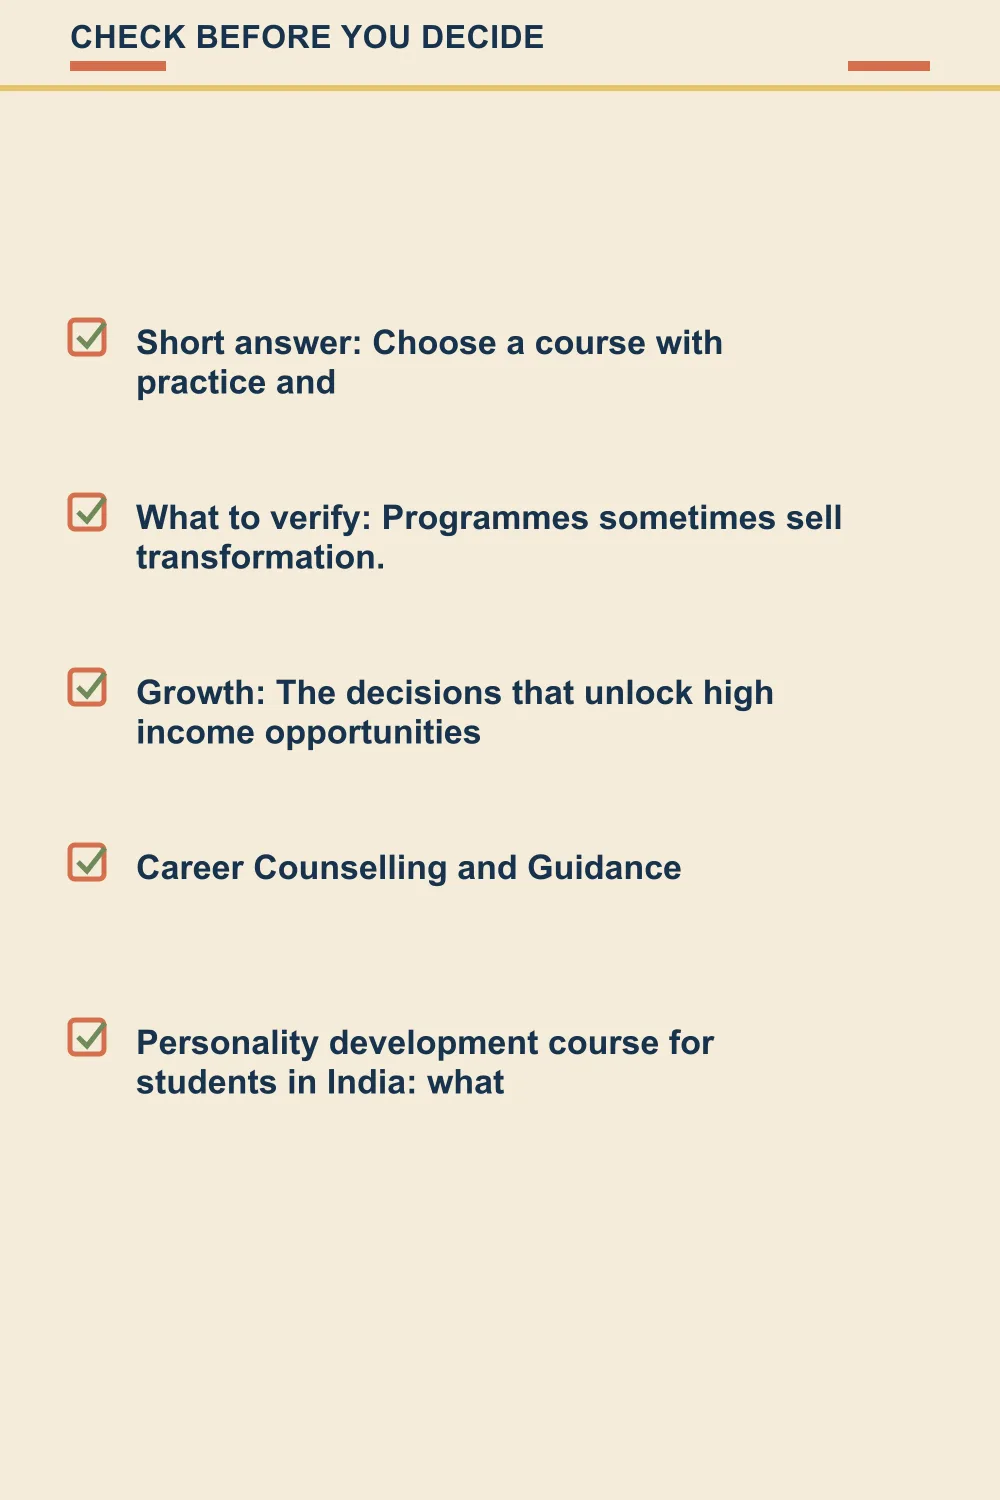 CHECK BEFORE YOU DECIDE
Short answer: Choose a course with
practice and
What to verify: Programmes sometimes sell
transformation.
Growth: The decisions that unlock high
income opportunities
Career Counselling and Guidance
Personality development course for
students in India: what